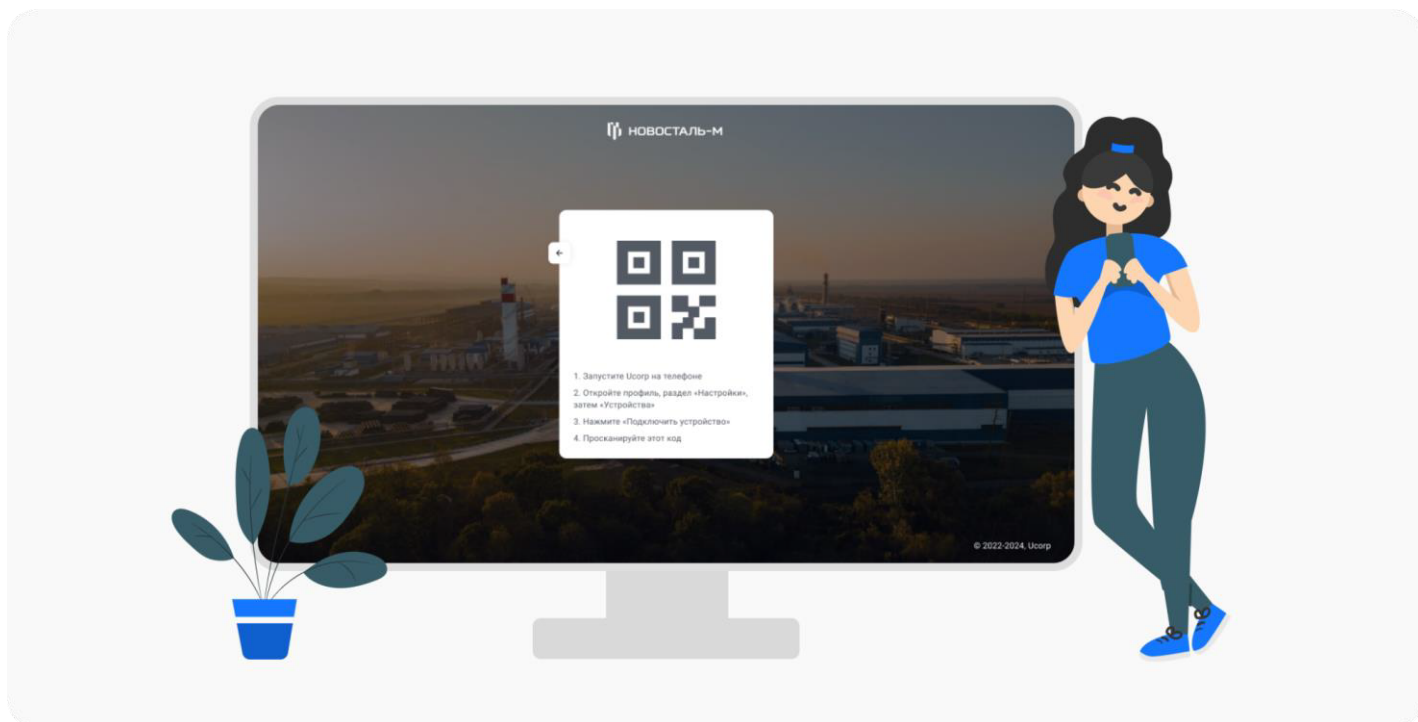 НОВОСТАЛЬ-М
1. Запустите Ucorp на телефоне
2. Откройте профиль, раздел «Настройки»,
затем «Устройства»
3. Нажмите «Подключить устройство»
4. Просканируйте этот код
© 2022-2024, Ucorp